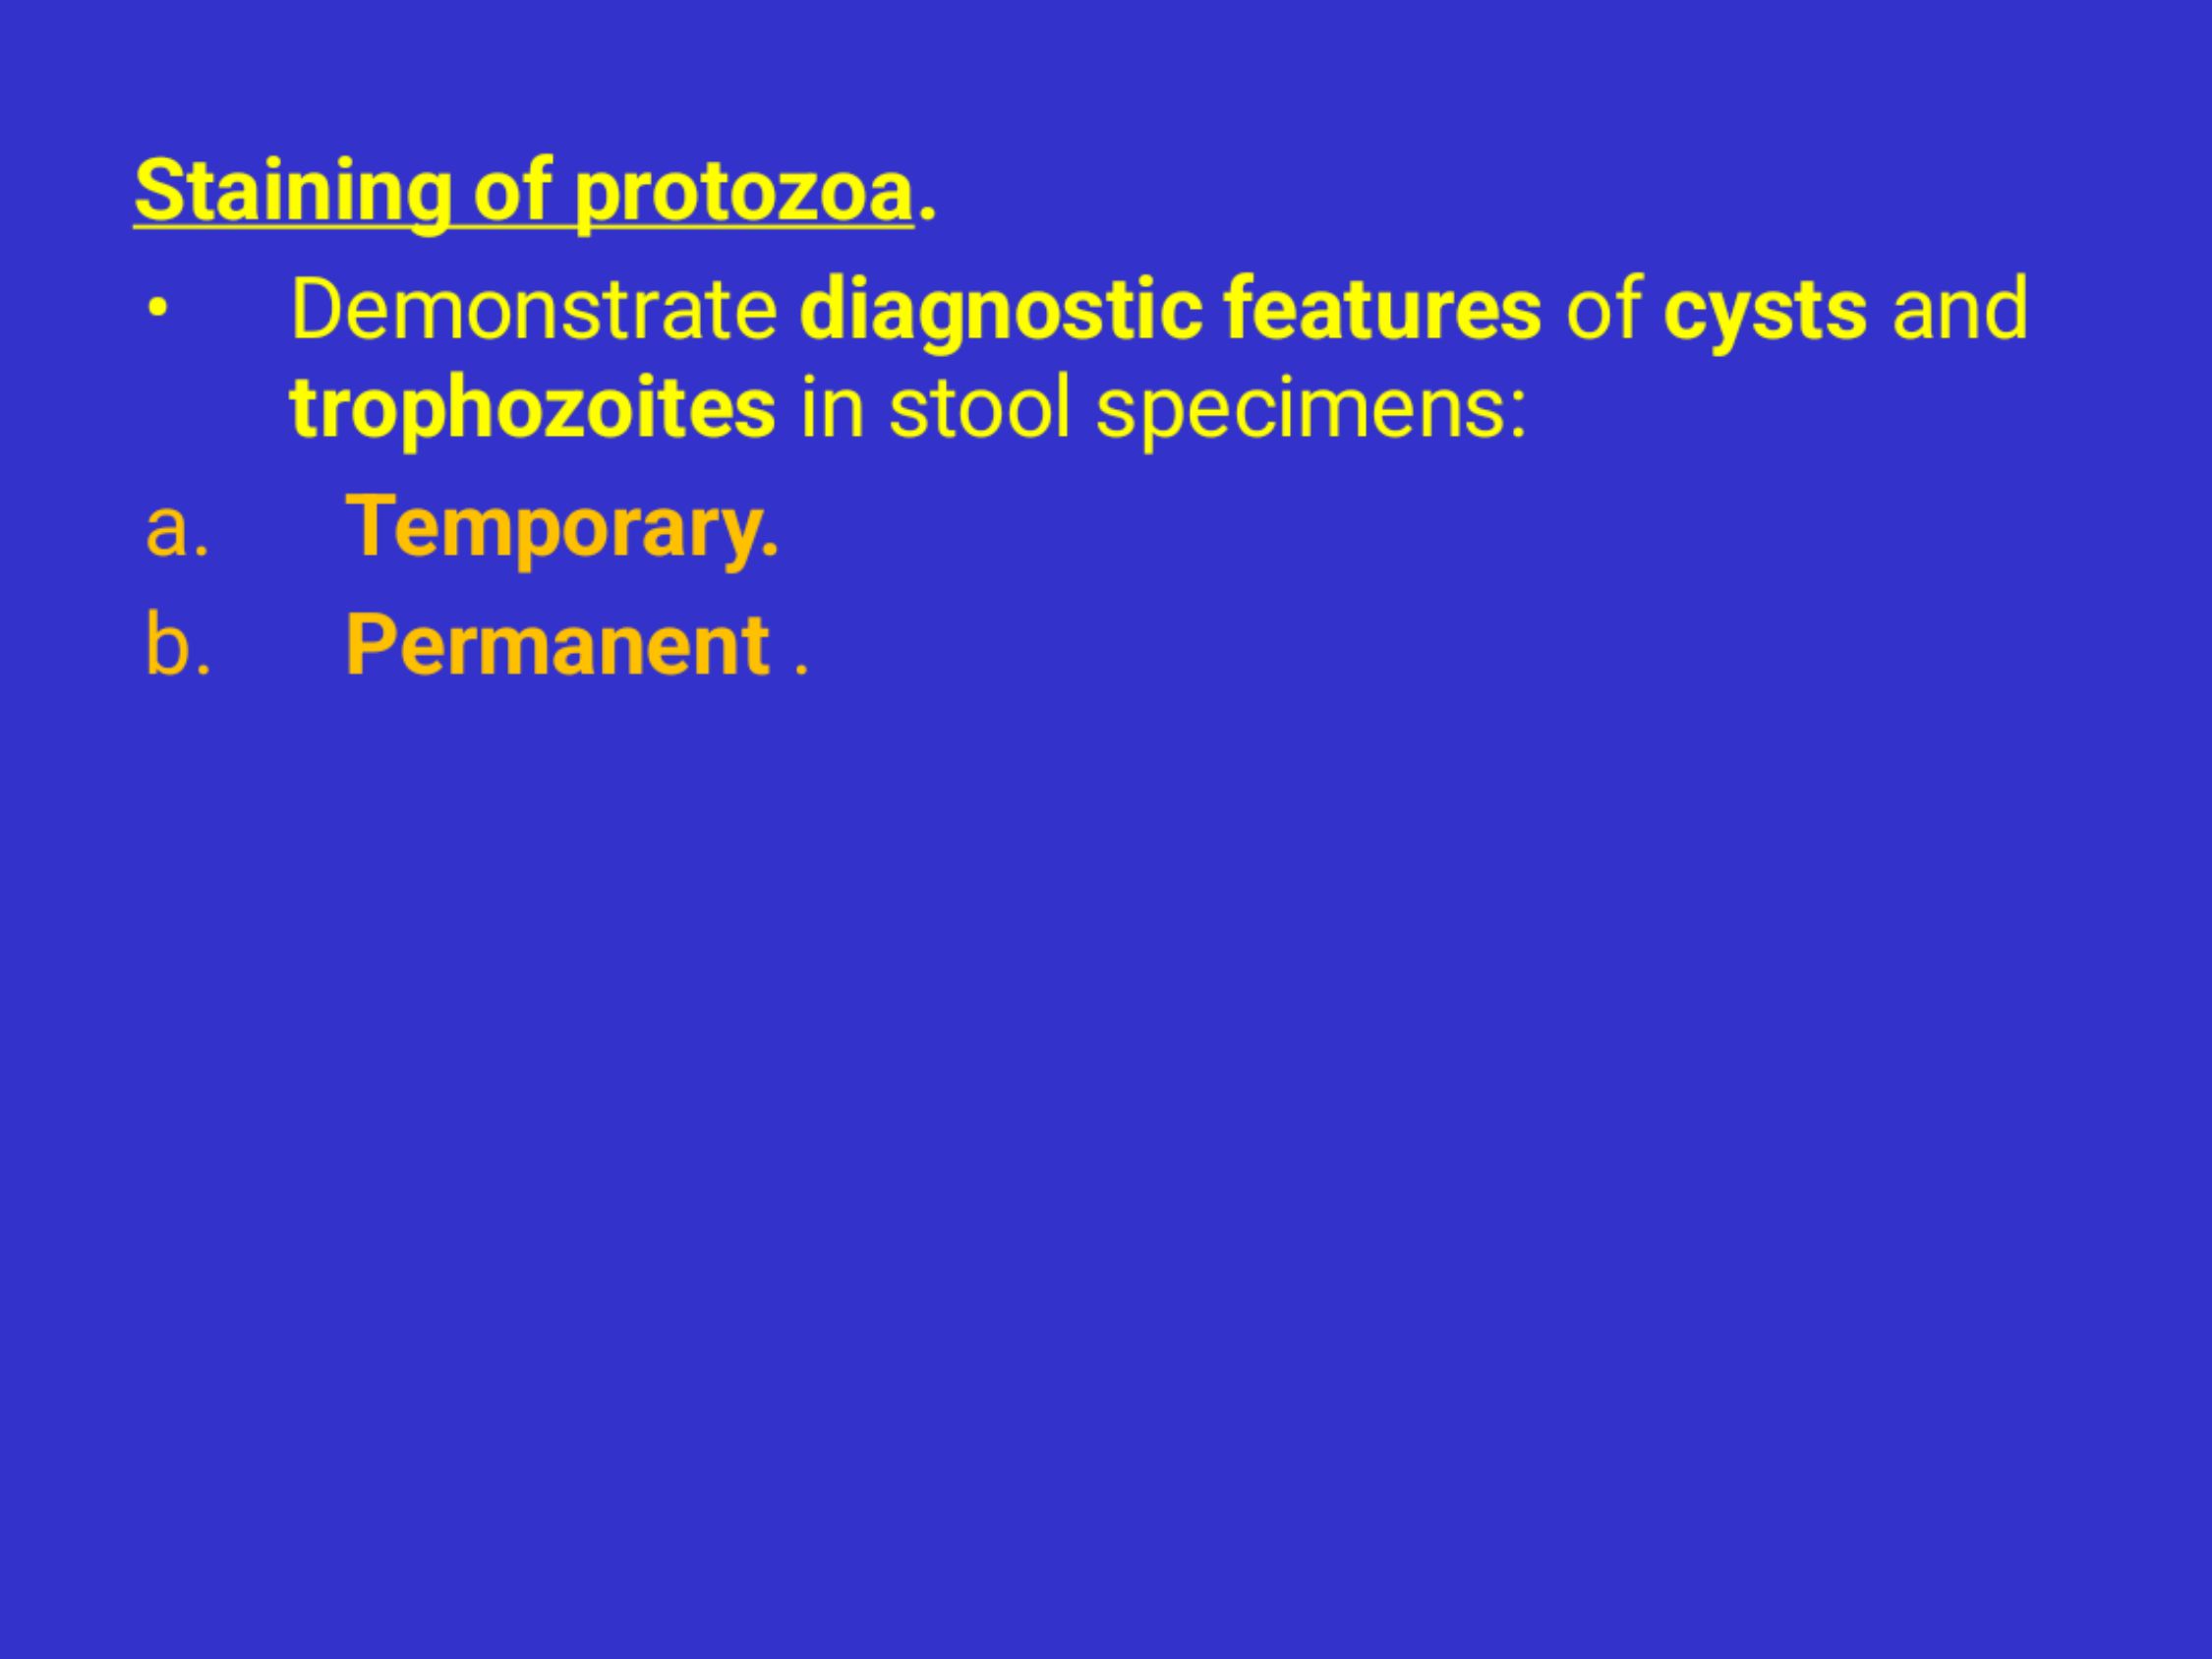 Staining of protozoa.
• Demonstrate diagnostic features of cysts and
trophozoites in stool specimens:
a. Temporary.
b. Permanent .